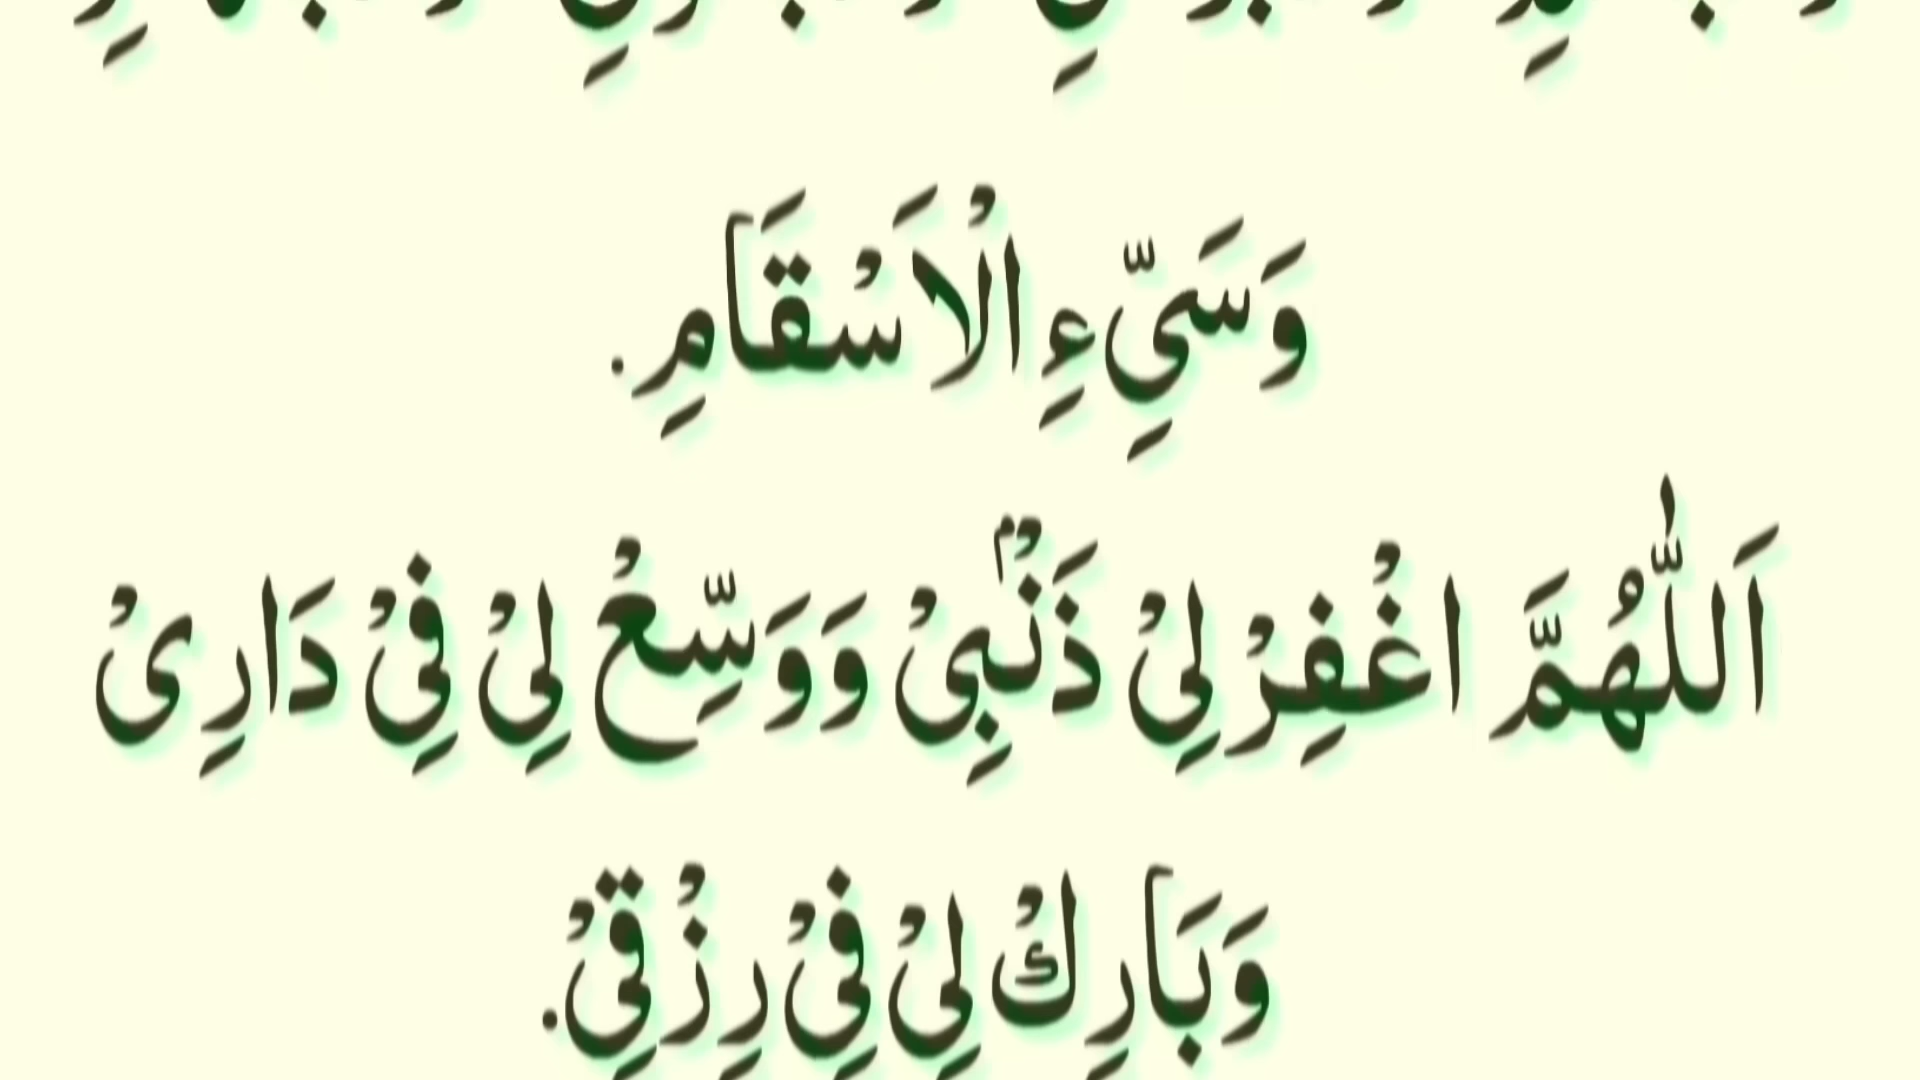 وَسَيِّءِ الْاَسْقَامِ.
اَللّٰهُمَّ اغْفِرْ لِيْ ذَنْۢبِيْ وَوَسِّعْ لِيْ فِيْ دَارِيْ
وَبَارِكْ لِيْ فِيْ رِزْقِيْ.